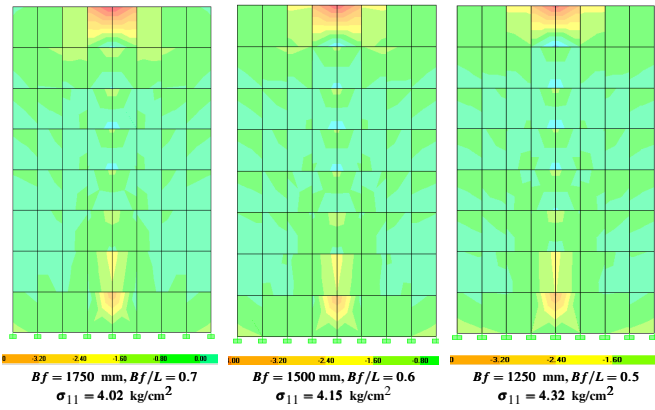 0 -3.20 -2.40 -1.60 -0.80 0.00
.00 -3.20 -2.40 -1.60 -0.80
-3.20 -2.40 -1.60
Bf = 1750 mm, Bf/L = 0.7
σ11 = 4.02 kg/cm²
Bf = 1500 mm, Bf/L = 0.6
σ11 = 4.15 kg/cm²
Bf = 1250 mm, Bf/L = 0.5
σ11 = 4.32 kg/cm²